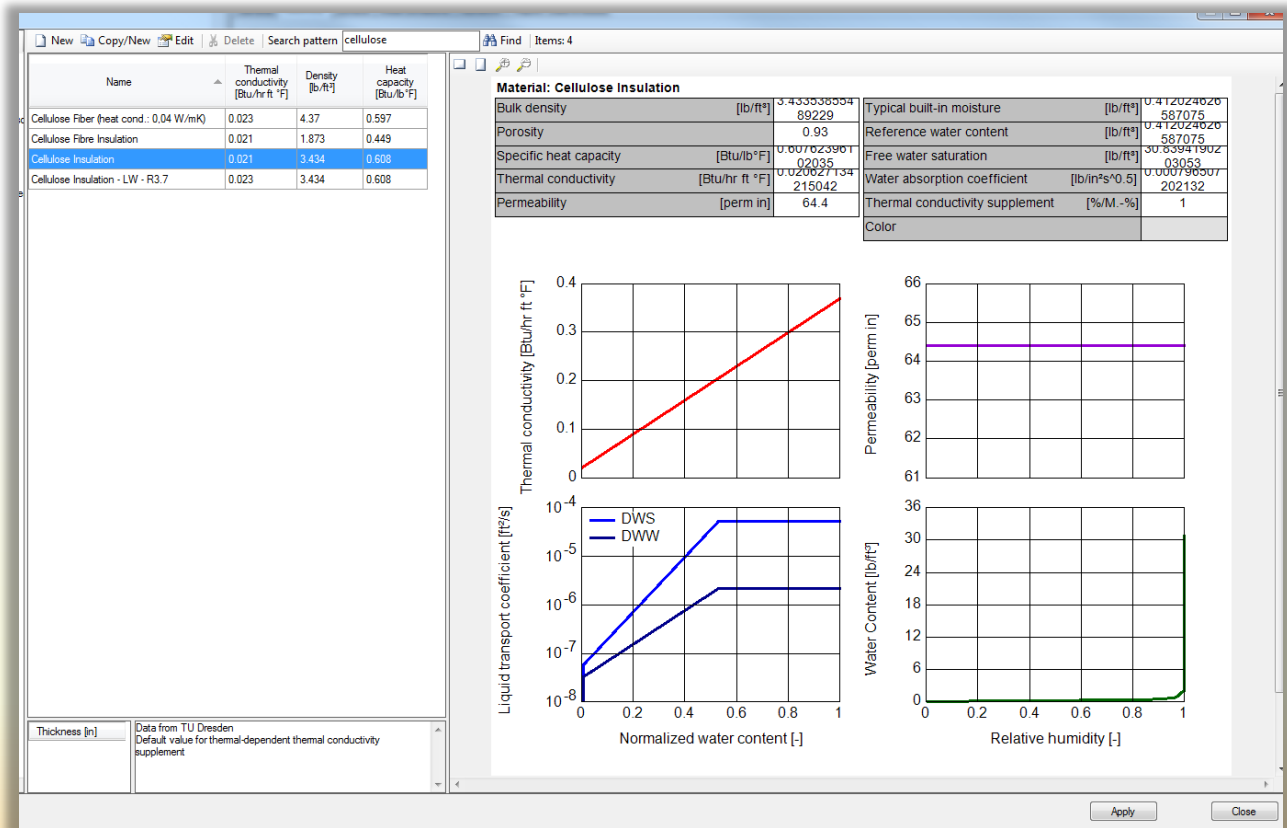 New Copy/New Edit Delete Search pattern cellulose Find Items: 4
Name Thermal conductivity [Btu/hr ft °F] Density [lb/ft³] Heat capacity [Btu/lb°F]
Cellulose Fiber (heat cond.: 0,04 W/mK) 0.023 4.37 0.597
Cellulose Fibre Insulation 0.021 1.873 0.449
Cellulose Insulation 0.021 3.434 0.608
Cellulose Insulation - LW - R3.7 0.023 3.434 0.608
Thickness [in]
Data from TU Dresden
Default value for thermal-dependent thermal conductivity
supplement
Material: Cellulose Insulation
Bulk density [lb/ft³] 3.433538554
89229
Porosity 0.93
Specific heat capacity [Btu/lb°F] 0.607623961
02035
Thermal conductivity [Btu/hr ft °F] 0.020627134
215042
Permeability [perm in] 64.4
Typical built-in moisture [lb/ft³] 0.412024626
587075
Reference water content [lb/ft³] 0.412024626
587075
Free water saturation [lb/ft³] 30.83941902
03053
Water absorption coefficient [lb/in²s^0.5] 0.000796507
202132
Thermal conductivity supplement [%/M.-%] 1
Color
Thermal conductivity [Btu/hr ft °F]
0.4
0.3
0.2
0.1
0
Permeability [perm in]
66
65
64
63
62
61
Liquid transport coefficient [ft²/s]
10-4
10-5
10-6
10-7
10-8
DWS
DWW
0 0.2 0.4 0.6 0.8 1
Normalized water content [-]
Water Content [lb/ft³]
36
30
24
18
12
6
0
0 0.2 0.4 0.6 0.8 1
Relative humidity [-]
Apply Close